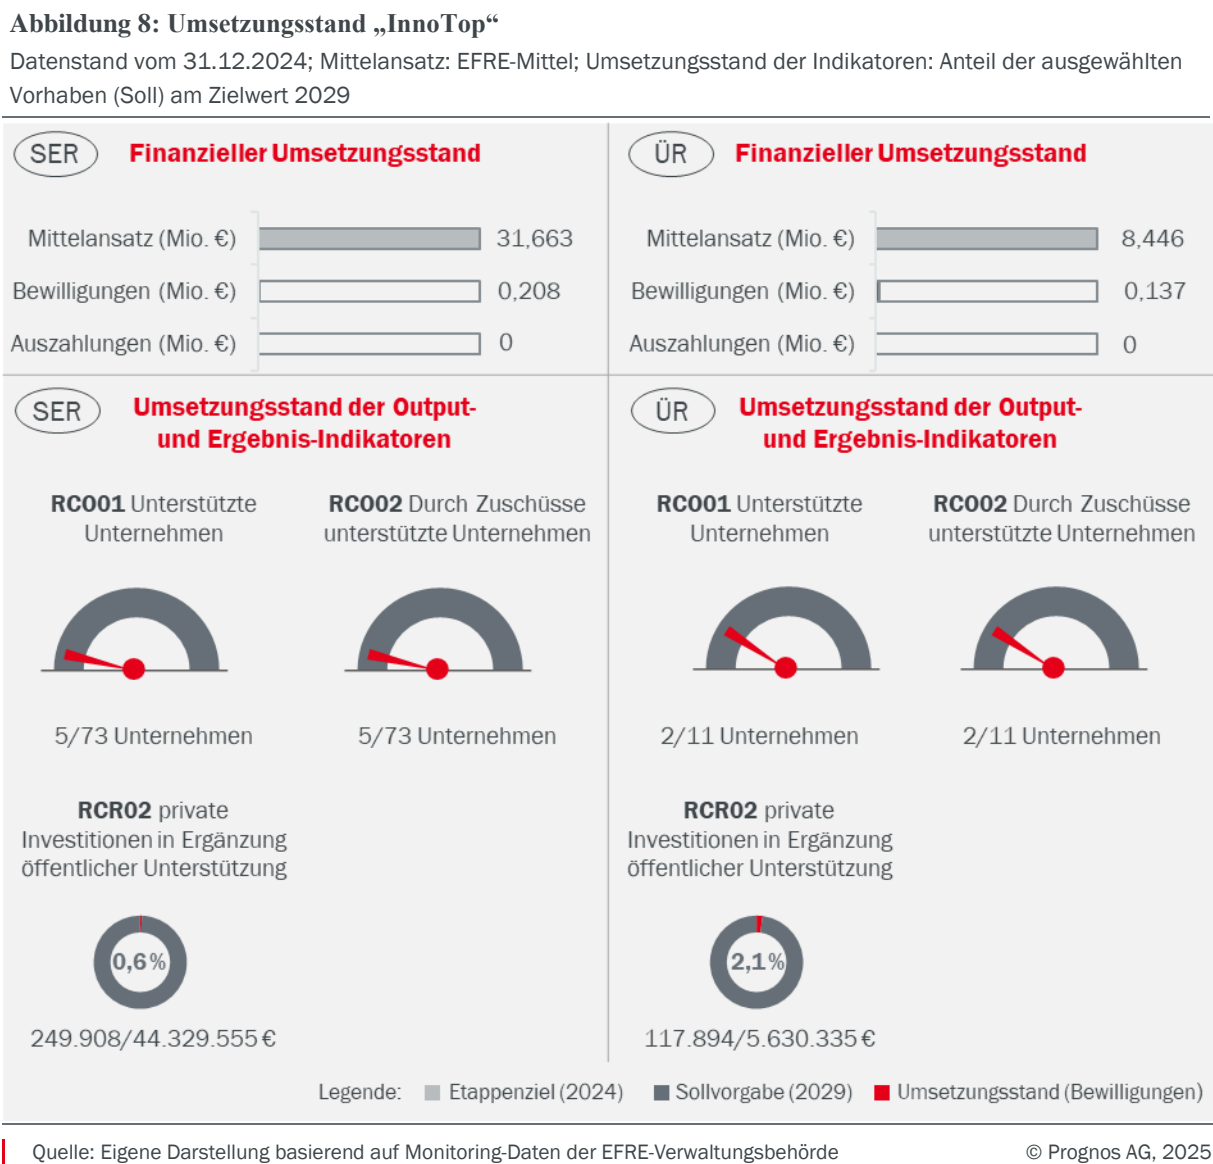 Abbildung 8: Umsetzungsstand „InnoTop“
Datenstand vom 31.12.2024; Mittelansatz: EFRE-Mittel; Umsetzungsstand der Indikatoren: Anteil der ausgewählten
Vorhaben (Soll) am Zielwert 2029
SER
Finanzieller Umsetzungsstand
Mittelansatz (Mio. €)
31,663
Bewilligungen (Mio. €)
0,208
Auszahlungen (Mio. €)
0
ÜR
Finanzieller Umsetzungsstand
Mittelansatz (Mio. €)
8,446
Bewilligungen (Mio. €)
0,137
Auszahlungen (Mio. €)
0
SER
Umsetzungsstand der Output-
und Ergebnis-Indikatoren
RCO01 Unterstützte
Unternehmen
5/73 Unternehmen
RCO02 Durch Zuschüsse
unterstützte Unternehmen
5/73 Unternehmen
RCR02 private
Investitionen in Ergänzung
öffentlicher Unterstützung
0,6%
249.908/44.329.555 €
ÜR
Umsetzungsstand der Output-
und Ergebnis-Indikatoren
RCO01 Unterstützte
Unternehmen
2/11 Unternehmen
RCO02 Durch Zuschüsse
unterstützte Unternehmen
2/11 Unternehmen
RCR02 private
Investitionen in Ergänzung
öffentlicher Unterstützung
2,1%
117.894/5.630.335 €
Legende: Etappenziel (2024) Sollvorgabe (2029) Umsetzungsstand (Bewilligungen)
Quelle: Eigene Darstellung basierend auf Monitoring-Daten der EFRE-Verwaltungsbehörde
© Prognos AG, 2025